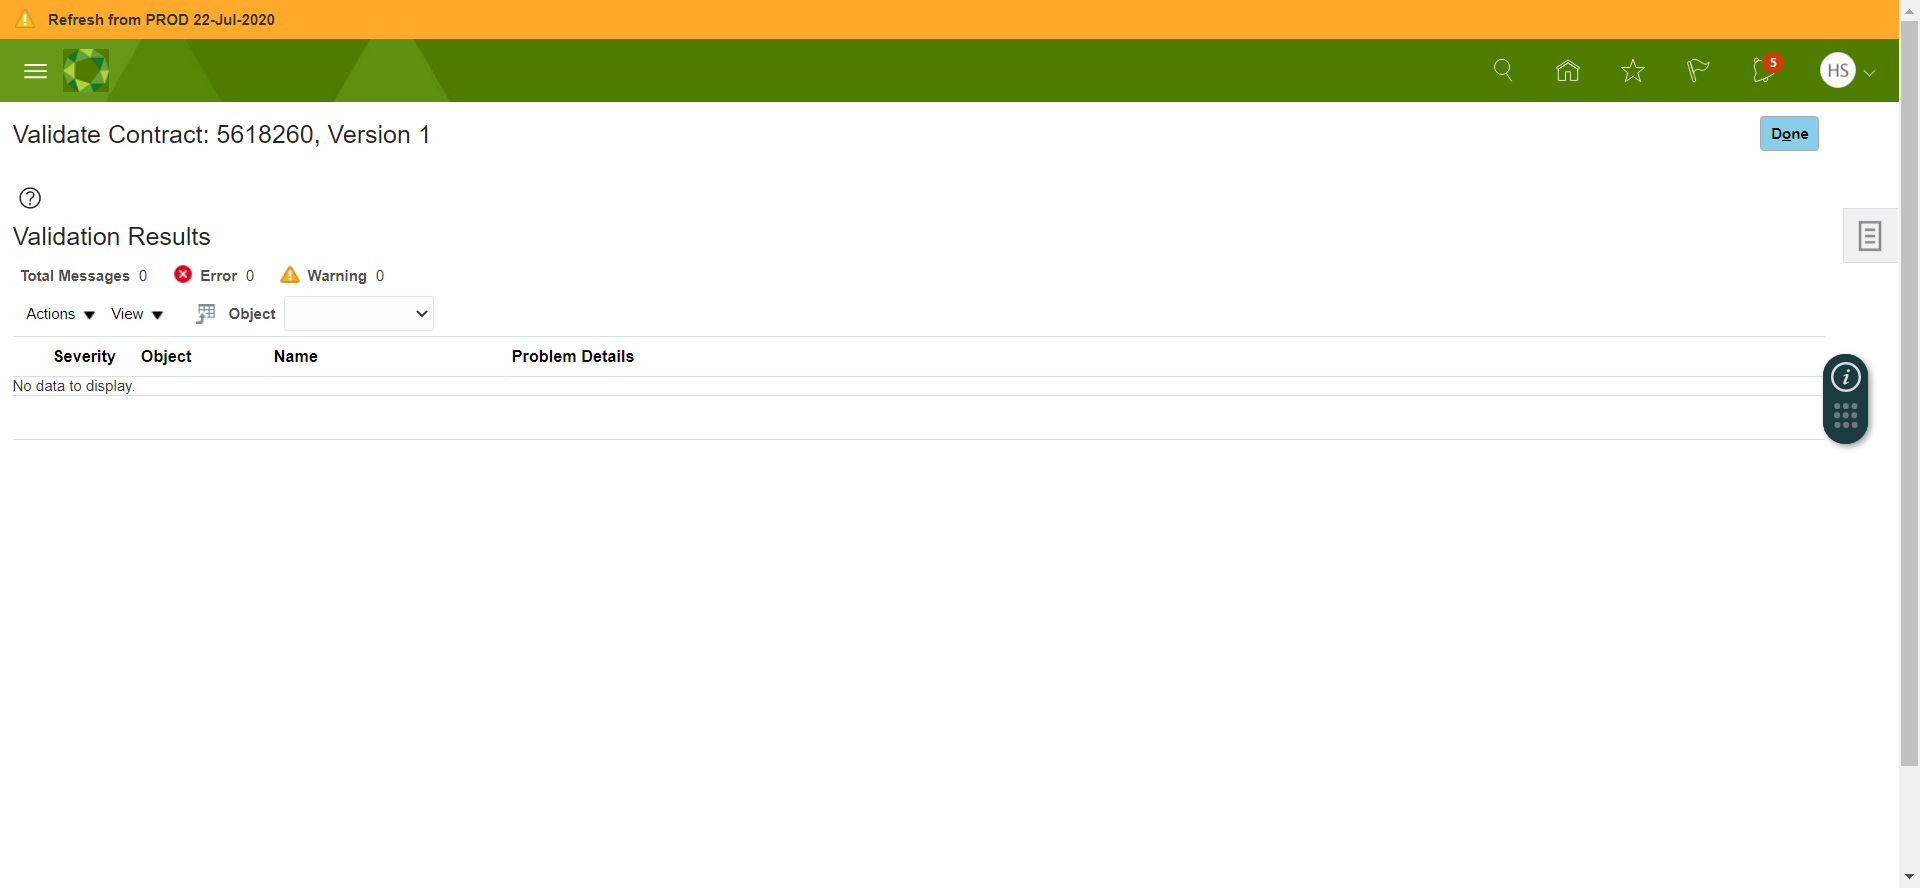 Refresh from PROD 22-Jul-2020
5
HS
Validate Contract: 5618260, Version 1
Done
?
Validation Results
Total Messages 0 Error 0 Warning 0
Actions View Object
Severity Object Name Problem Details
No data to display.
i